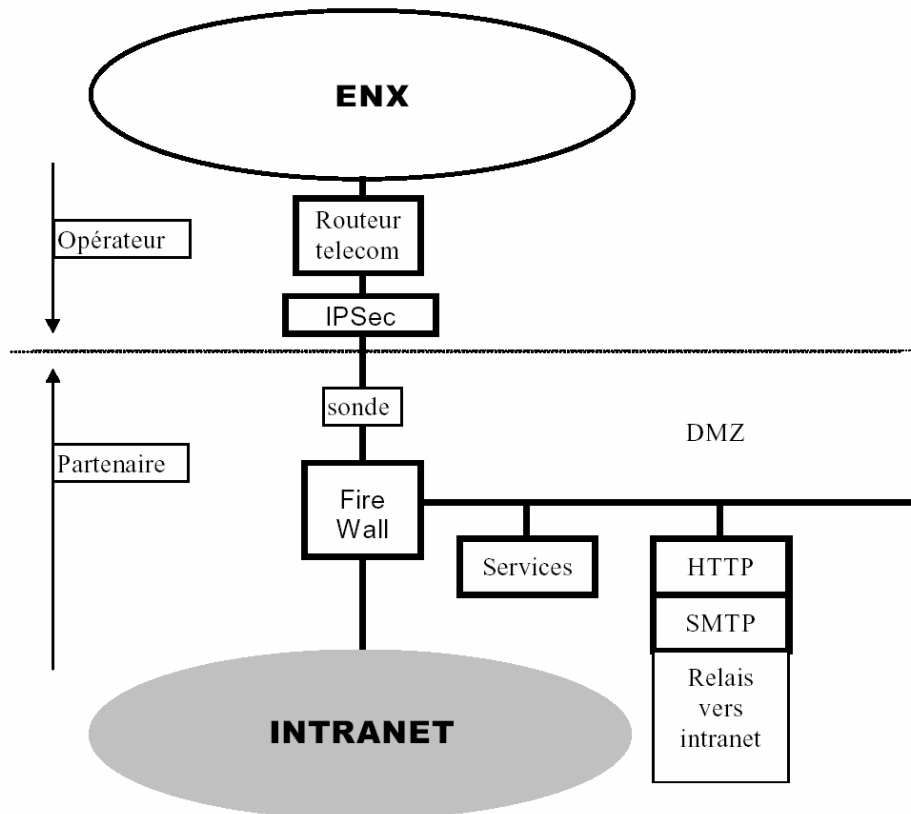 ENX
Routeur
telecom
Opérateur
IPSec
sonde
DMZ
Partenaire
Fire
Wall
Services
HTTP
SMTP
Relais
vers
intranet
INTRANET